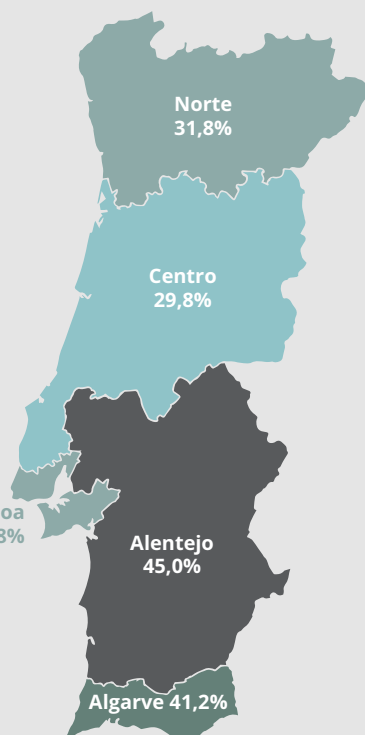 Norte
31,8%
Centro
29,8%
Alentejo
45,0%
Algarve 41,2%